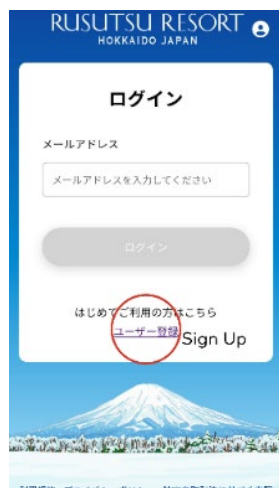 RUSUTSU RESORT
HOKKAIDO JAPAN
ログイン
メールアドレス
メールアドレスを入力してください
ログイン
はじめてご利用の方はこちら
ユーザー登録
Sign Up